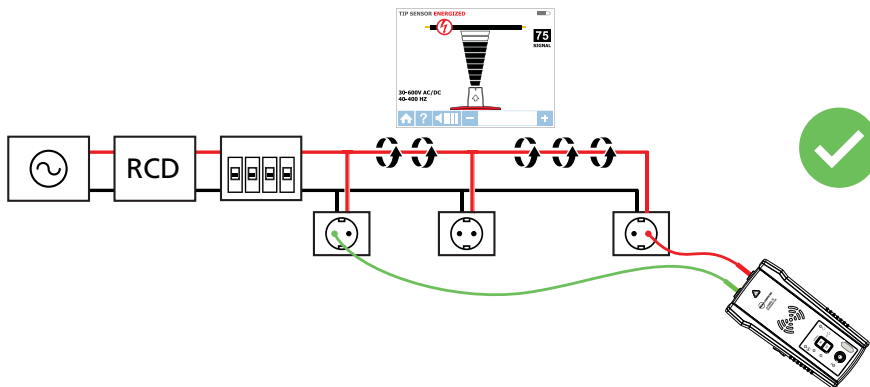 TIP SENSOR ENERGIZED
75
SIGNAL
30-600V AC/DC
40-400 HZ
?
RCD